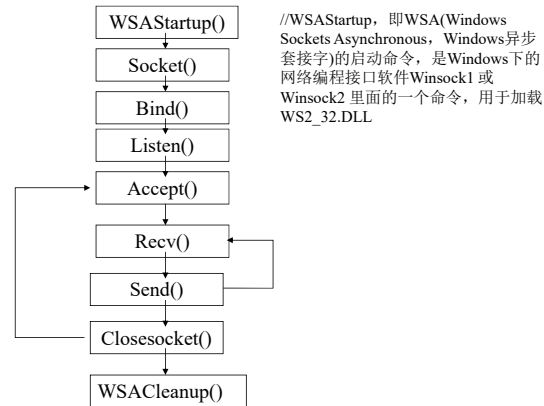 WSAStartup()
//WSAStartup，即WSA(Windows
Sockets Asynchronous，Windows异步
套接字)的启动命令，是Windows下的
网络编程接口软件Winsock1 或
Winsock2 里面的一个命令，用于加载
WS2_32.DLL
Socket()
Bind()
Listen()
Accept()
Recv()
Send()
Closesocket()
WSACleanup()